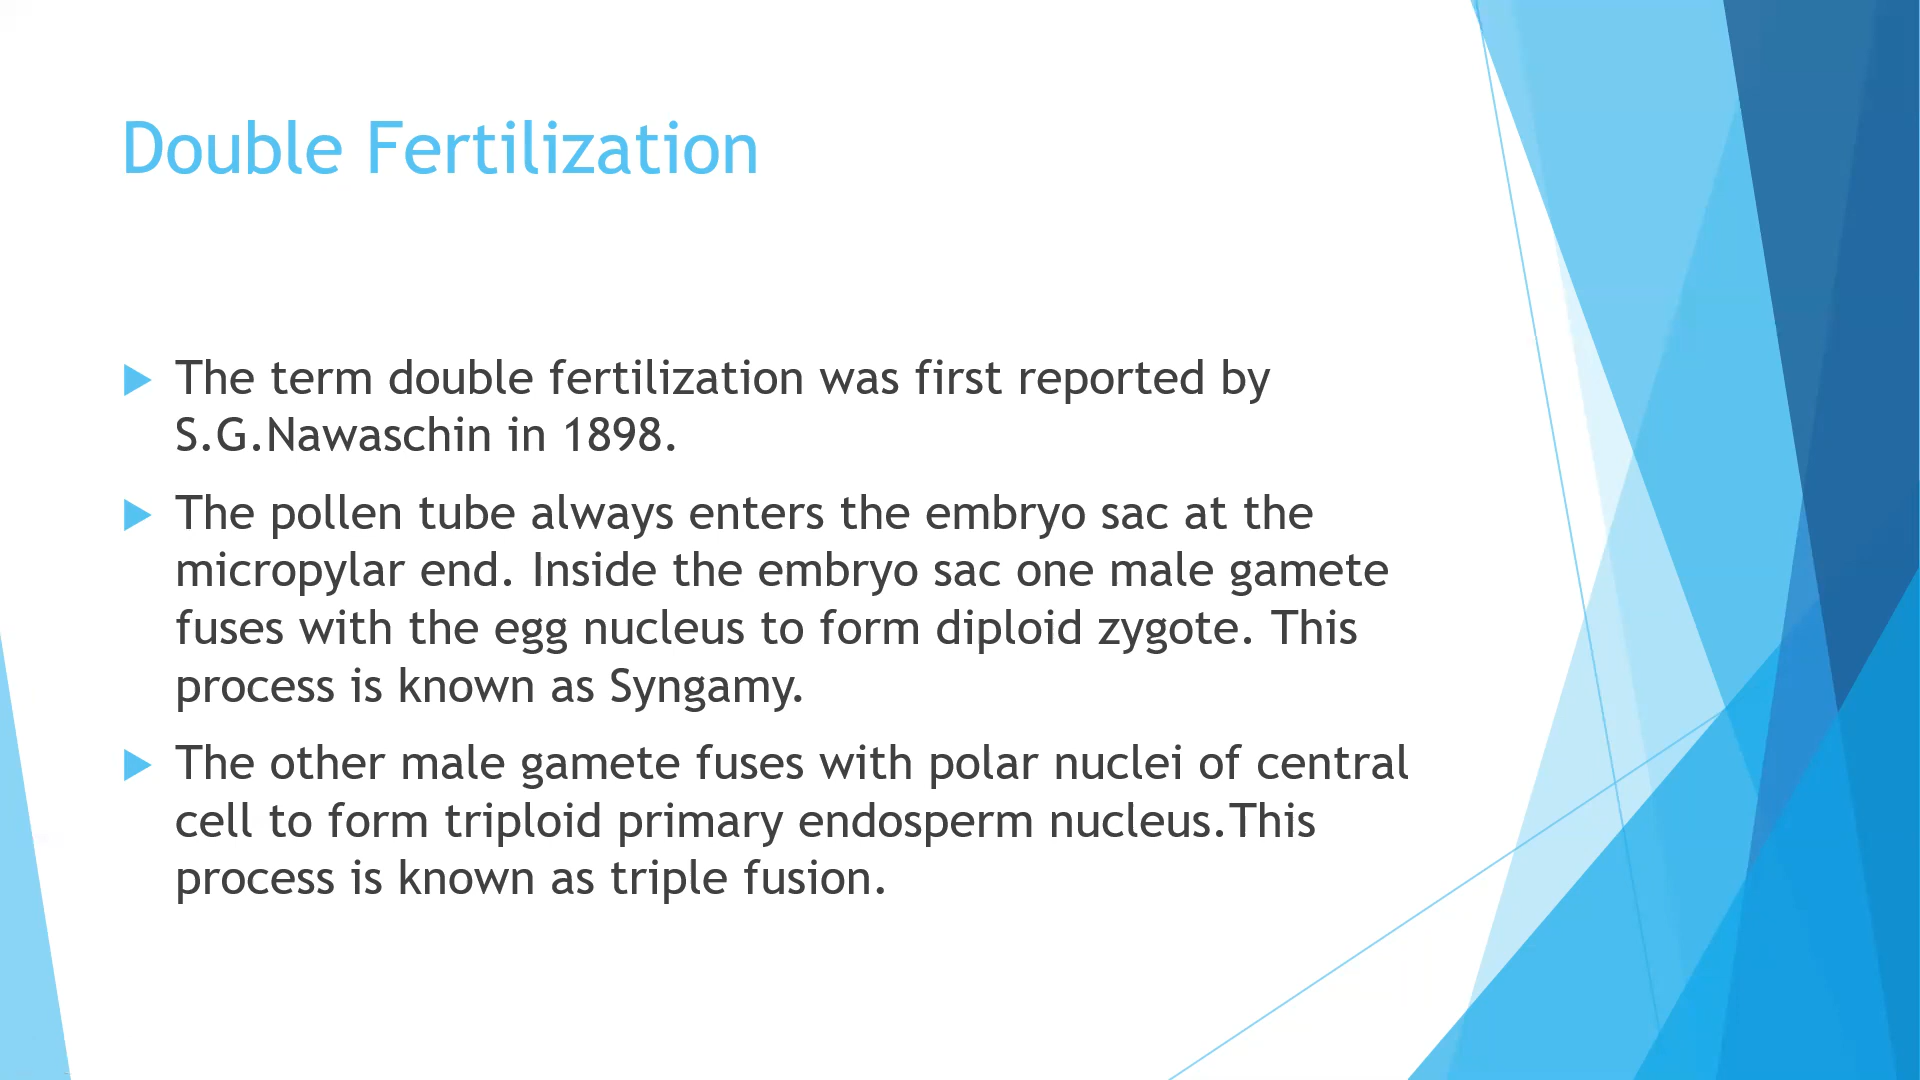 Double Fertilization
The term double fertilization was first reported by
S.G.Nawaschin in 1898.
The pollen tube always enters the embryo sac at the
micropylar end. Inside the embryo sac one male gamete
fuses with the egg nucleus to form diploid zygote. This
process is known as Syngamy.
The other male gamete fuses with polar nuclei of central
cell to form triploid primary endosperm nucleus.This
process is known as triple fusion.